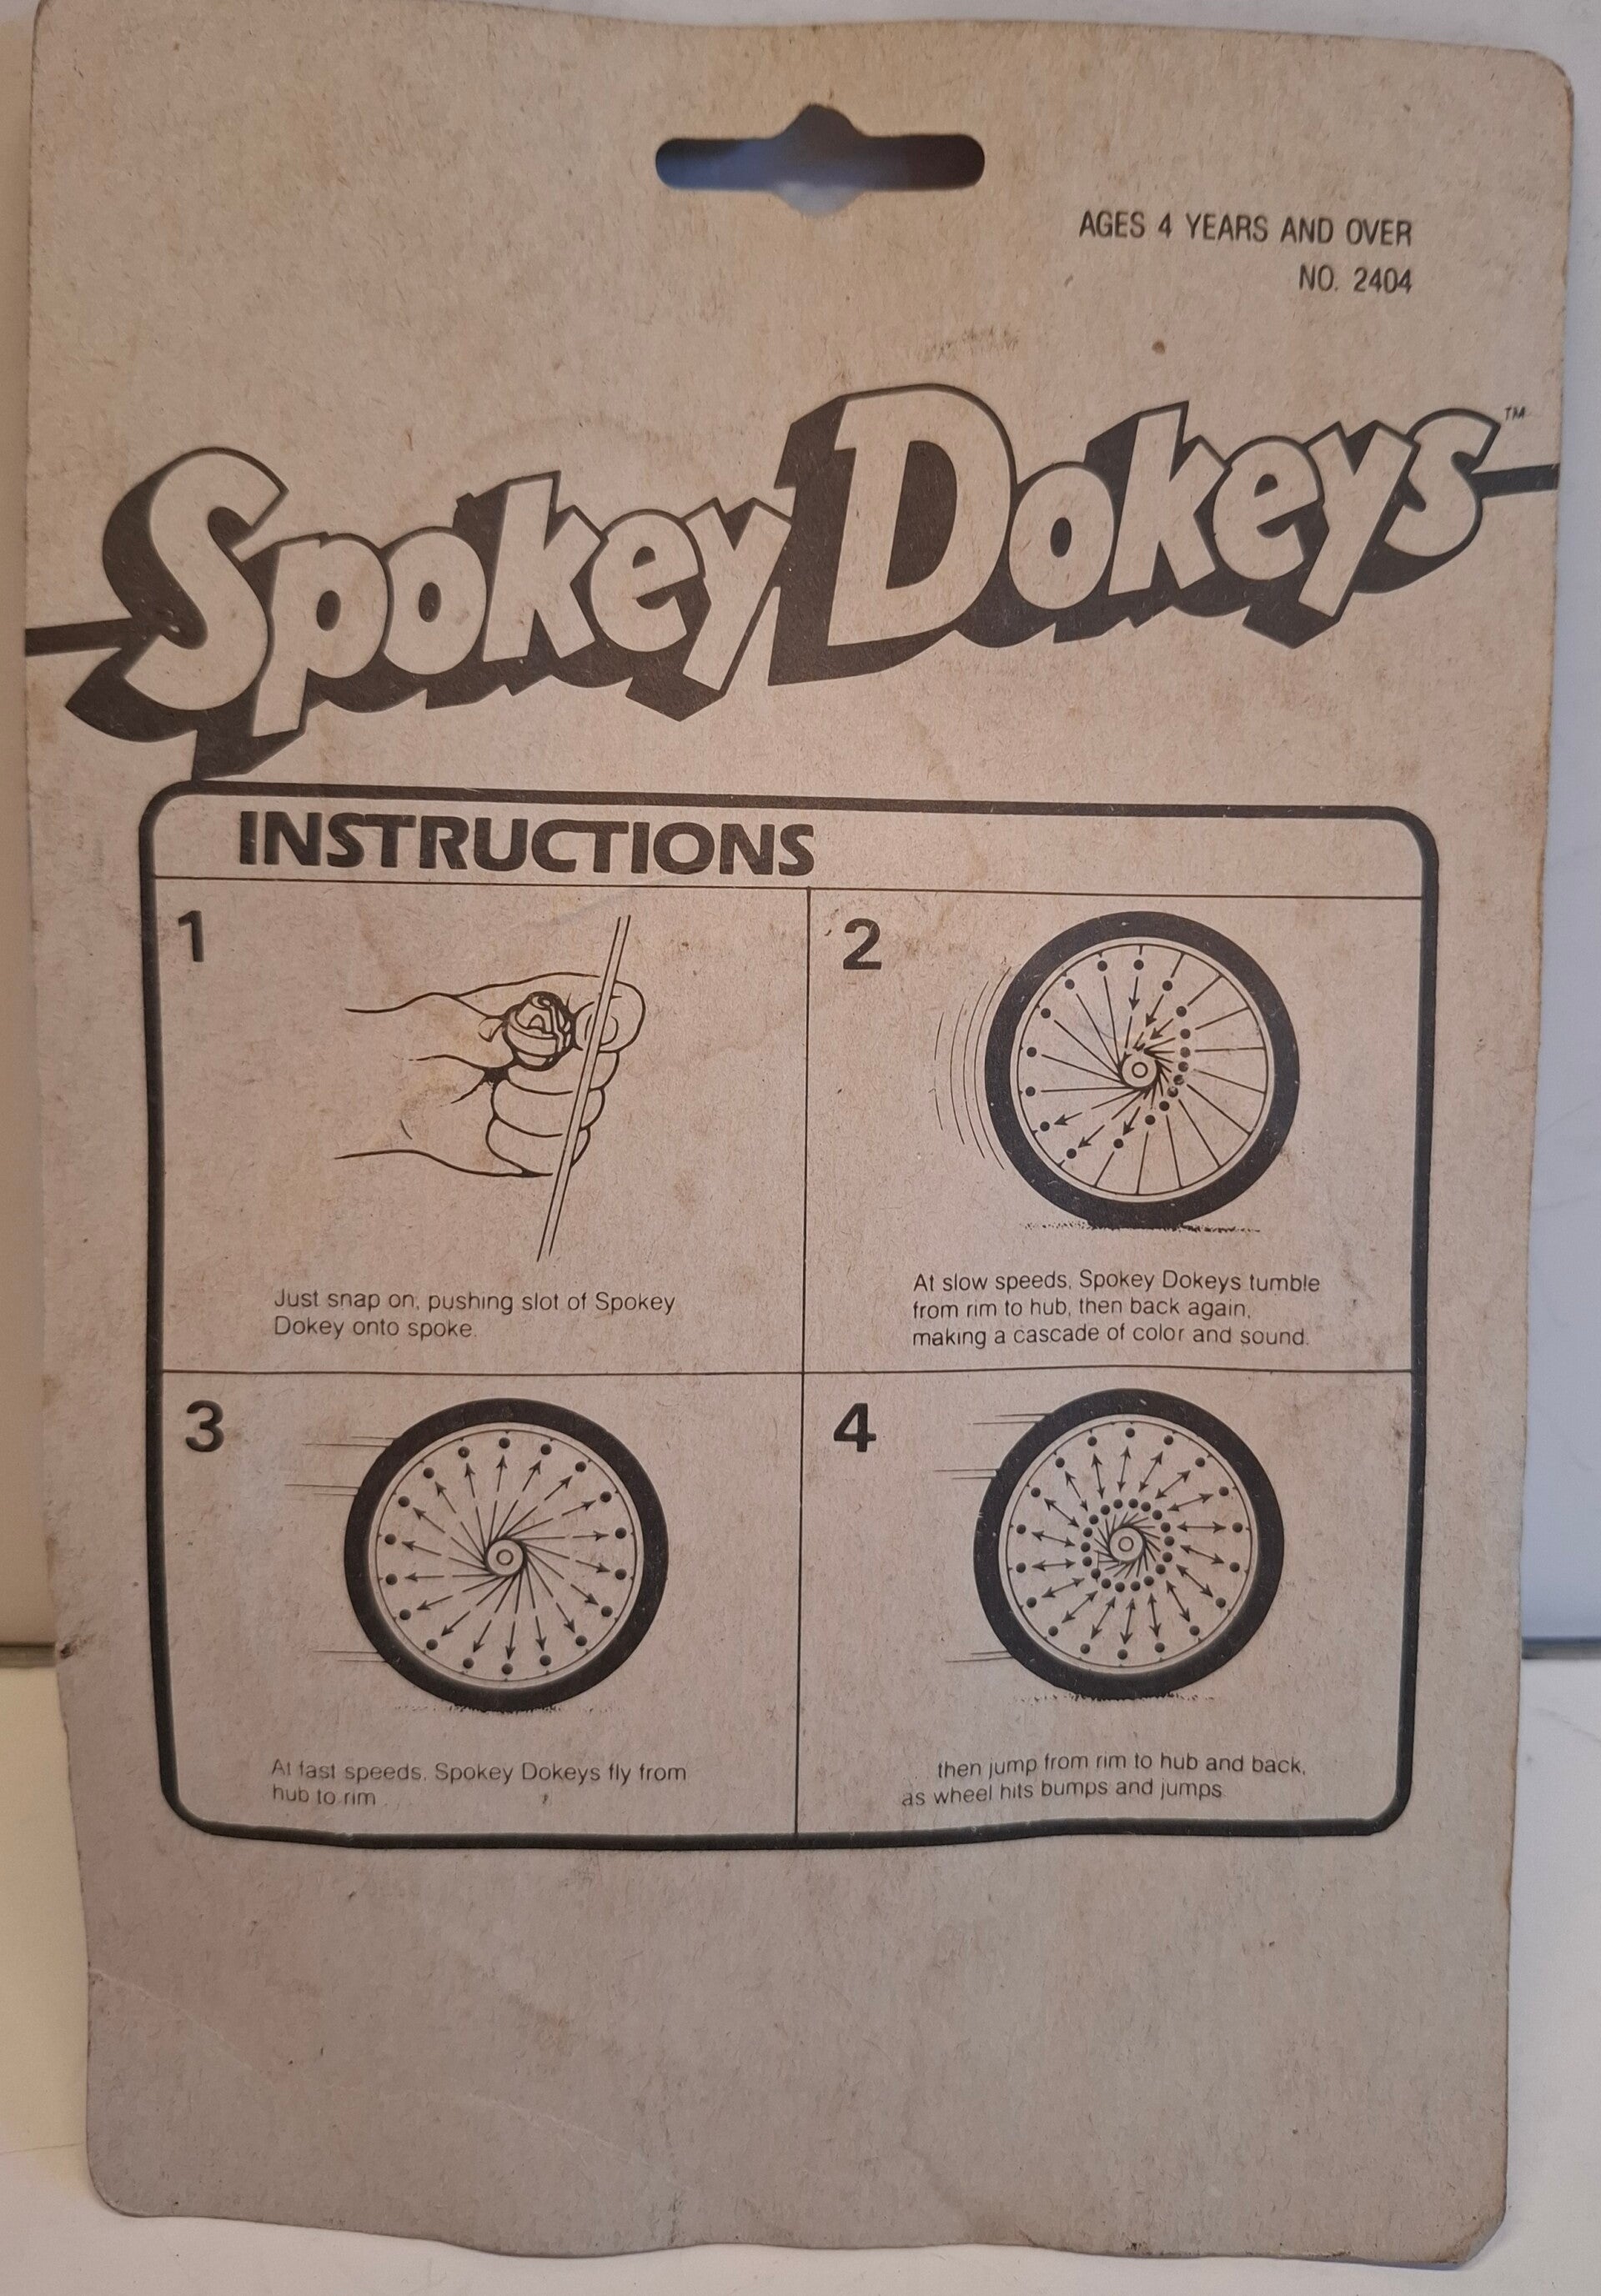 AGES 4 YEARS AND OVER
NO. 2404
Spokey Dokeys™
INSTRUCTIONS
1
Just snap on, pushing slot of Spokey
Dokey onto spoke.
2
At slow speeds, Spokey Dokeys tumble
from rim to hub, then back again,
making a cascade of color and sound.
3
At fast speeds, Spokey Dokeys fly from
hub to rim
4
then jump from rim to hub and back,
as wheel hits bumps and jumps